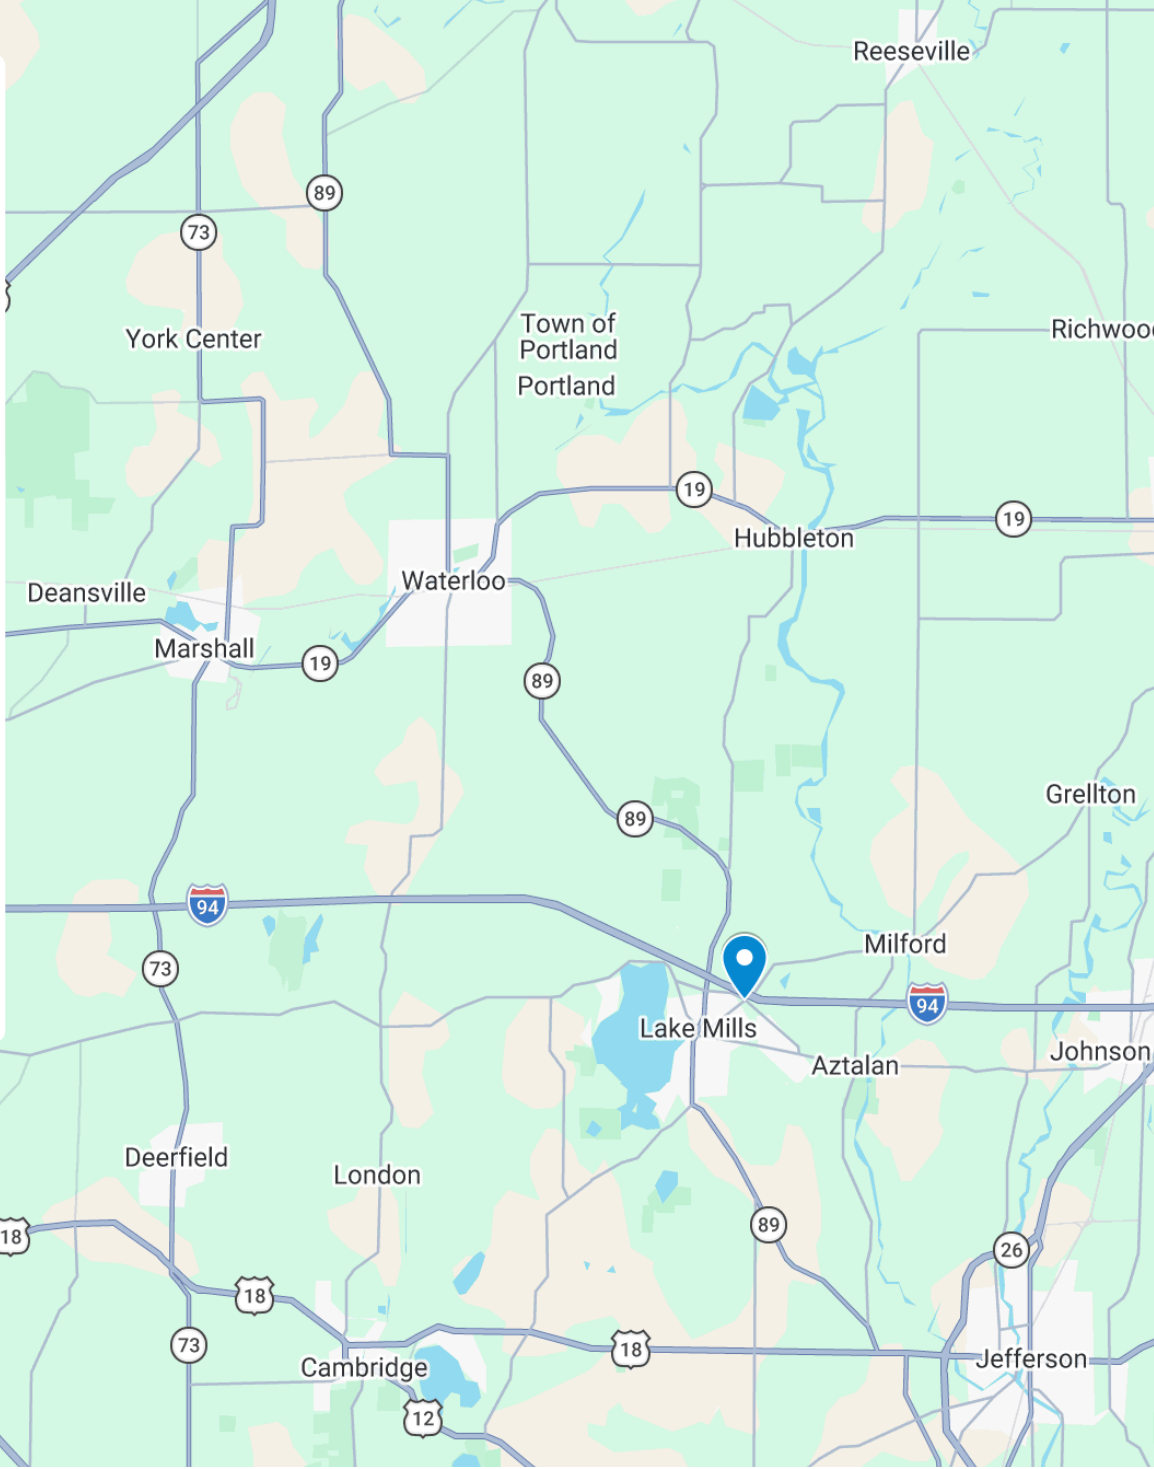 Reeseville
89
73
Town of
Portland
York Center
Richwoo
Portland
19
19
Hubbleton
Waterloo
Deansville
Marshall
19
89
Grellton
89
94
Milford
73
94
Lake Mills
Johnson
Aztalan
Deerfield
London
89
18
26
18
73
18
Jefferson
Cambridge
12